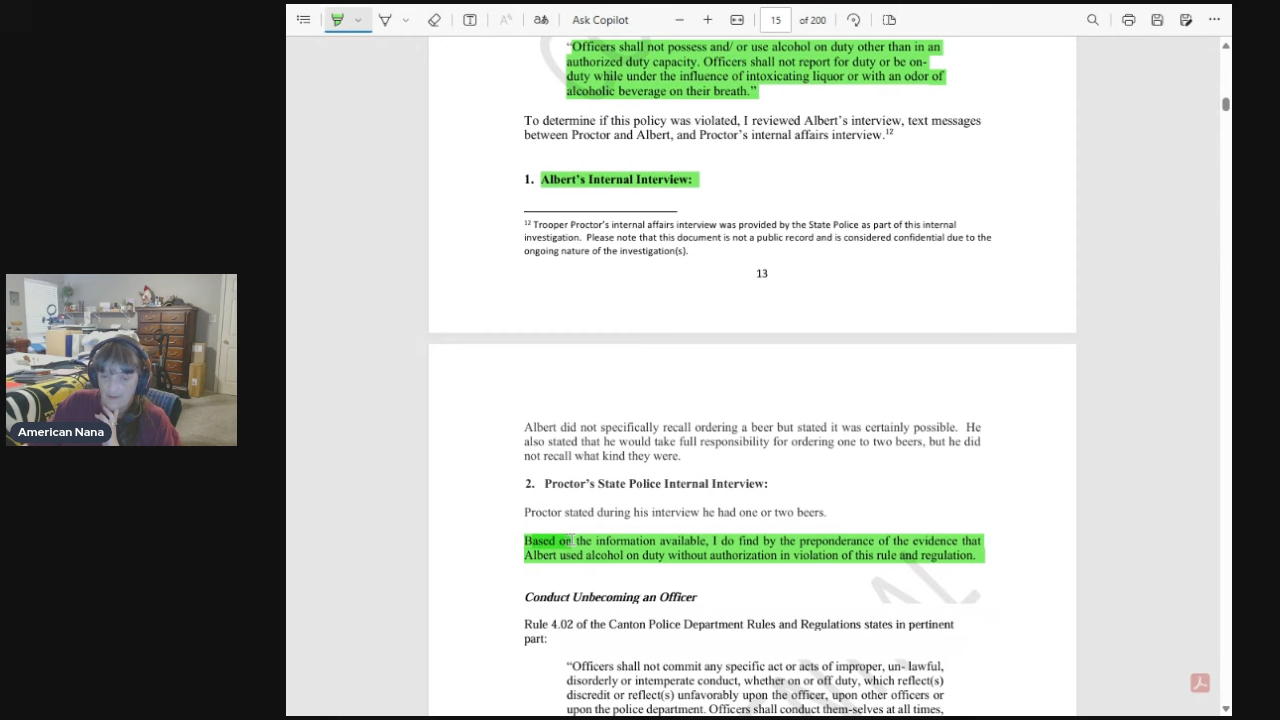 Ask Copilot
15 of 200
“Officers shall not possess and/ or use alcohol on duty other than in an
authorized duty capacity. Officers shall not report for duty or be on-
duty while under the influence of intoxicating liquor or with an odor of
alcoholic beverage on their breath.”
To determine if this policy was violated, I reviewed Albert’s interview, text messages
between Proctor and Albert, and Proctor’s internal affairs interview.12
1. Albert’s Internal Interview:
12 Trooper Proctor’s internal affairs interview was provided by the State Police as part of this internal
investigation. Please note that this document is not a public record and is considered confidential due to the
ongoing nature of the investigation(s).
13
Albert did not specifically recall ordering a beer but stated it was certainly possible. He
also stated that he would take full responsibility for ordering one to two beers, but he did
not recall what kind they were.
2. Proctor’s State Police Internal Interview:
Proctor stated during his interview he had one or two beers.
Based on the information available, I do find by the preponderance of the evidence that
Albert used alcohol on duty without authorization in violation of this rule and regulation.
Conduct Unbecoming an Officer
Rule 4.02 of the Canton Police Department Rules and Regulations states in pertinent
part:
“Officers shall not commit any specific act or acts of improper, un- lawful,
disorderly or intemperate conduct, whether on or off duty, which reflect(s)
discredit or reflect(s) unfavorably upon the officer, upon other officers or
upon the police department. Officers shall conduct them-selves at all times,
American Nana